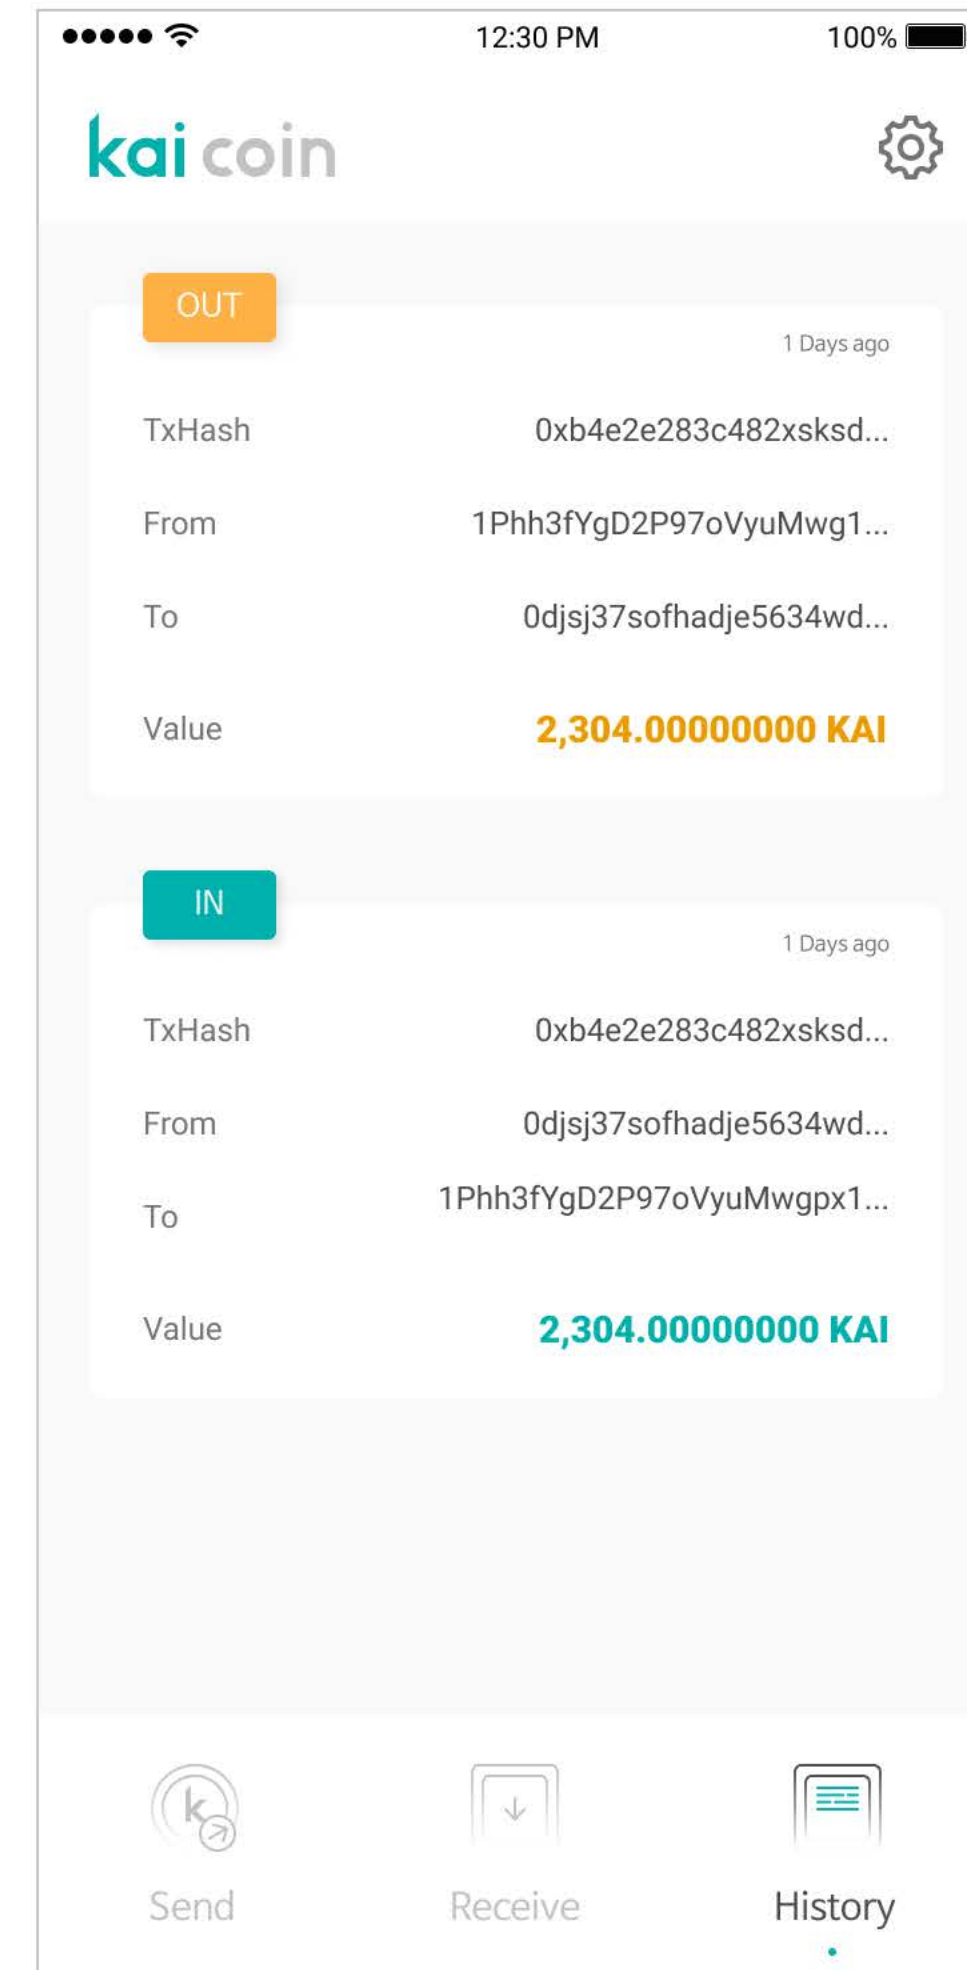 12:30 PM 100%
kai coin
OUT
1 Days ago
TxHash 0xb4e2e283c482xsksd...
From 1Phh3fYgD2P97oVyuMwg1...
To 0djsj37sofhadje5634wd...
Value 2,304.00000000 KAI
IN
1 Days ago
TxHash 0xb4e2e283c482xsksd...
From 0djsj37sofhadje5634wd...
To 1Phh3fYgD2P97oVyuMwgpx1...
Value 2,304.00000000 KAI
k
Send Receive History